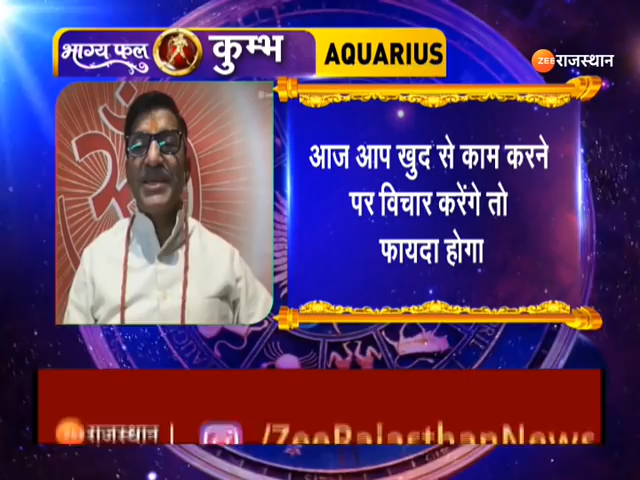 भाग्य फल कुम्भ AQUARIUS
ZEE राजस्थान
आज आप खुद से काम करने
पर विचार करेंगे तो
फायदा होगा
राजस्थान | /ZeeRajasthanNews